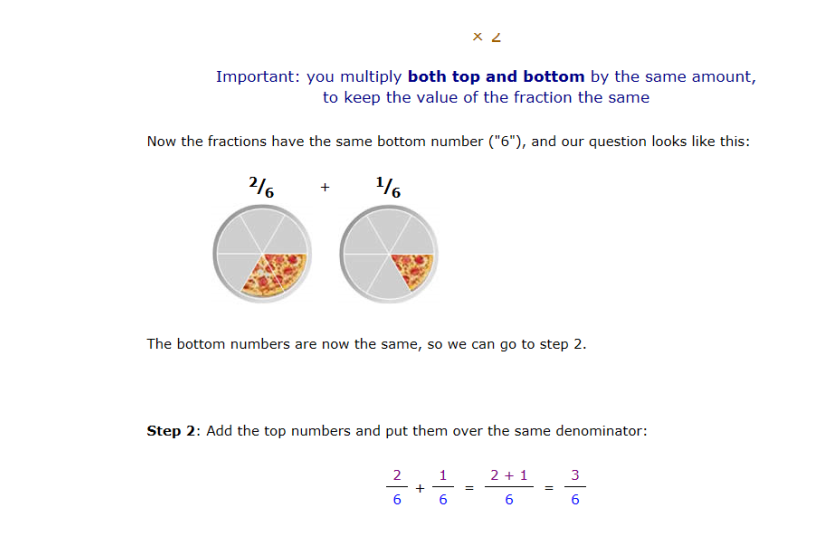 × 2
Important: you multiply both top and bottom by the same amount,
to keep the value of the fraction the same
Now the fractions have the same bottom number ("6"), and our question looks like this:
2/6 + 1/6
The bottom numbers are now the same, so we can go to step 2.
Step 2: Add the top numbers and put them over the same denominator:
2/6 + 1/6 = 2 + 1/6 = 3/6